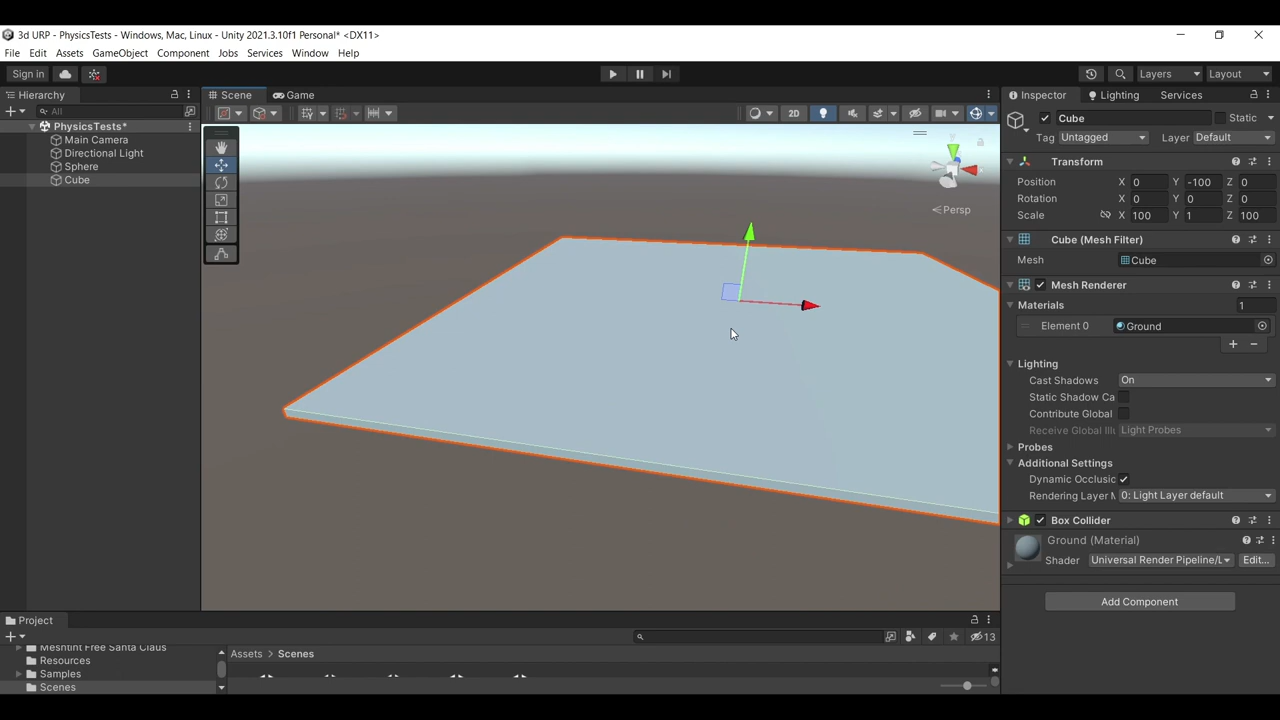 3d URP - PhysicsTests - Windows, Mac, Linux - Unity 2021.3.10f1 Personal* <DX11>
File Edit Assets GameObject Component Jobs Services Window Help
Sign in Layers Layout
Hierarchy Scene Game Inspector Lighting Services
All
PhysicsTests*
Main Camera
Directional Light
Sphere
Cube
2D
Persp
Cube Static
Tag Untagged Layer Default
Transform
Position X 0 Y -100 Z 0
Rotation X 0 Y 0 Z 0
Scale X 100 Y 1 Z 100
Cube (Mesh Filter)
Mesh Cube
Mesh Renderer
Materials 1
Element 0 Ground
Lighting
Cast Shadows On
Static Shadow Ca
Contribute Global
Receive Global Illu Light Probes
Probes
Additional Settings
Dynamic Occlusic
Rendering Layer M 0: Light Layer default
Box Collider
Ground (Material)
Shader Universal Render Pipeline/L Edit...
Add Component
Project
13
Meshtint Free Santa Claus
Resources
Samples
Scenes
Assets > Scenes